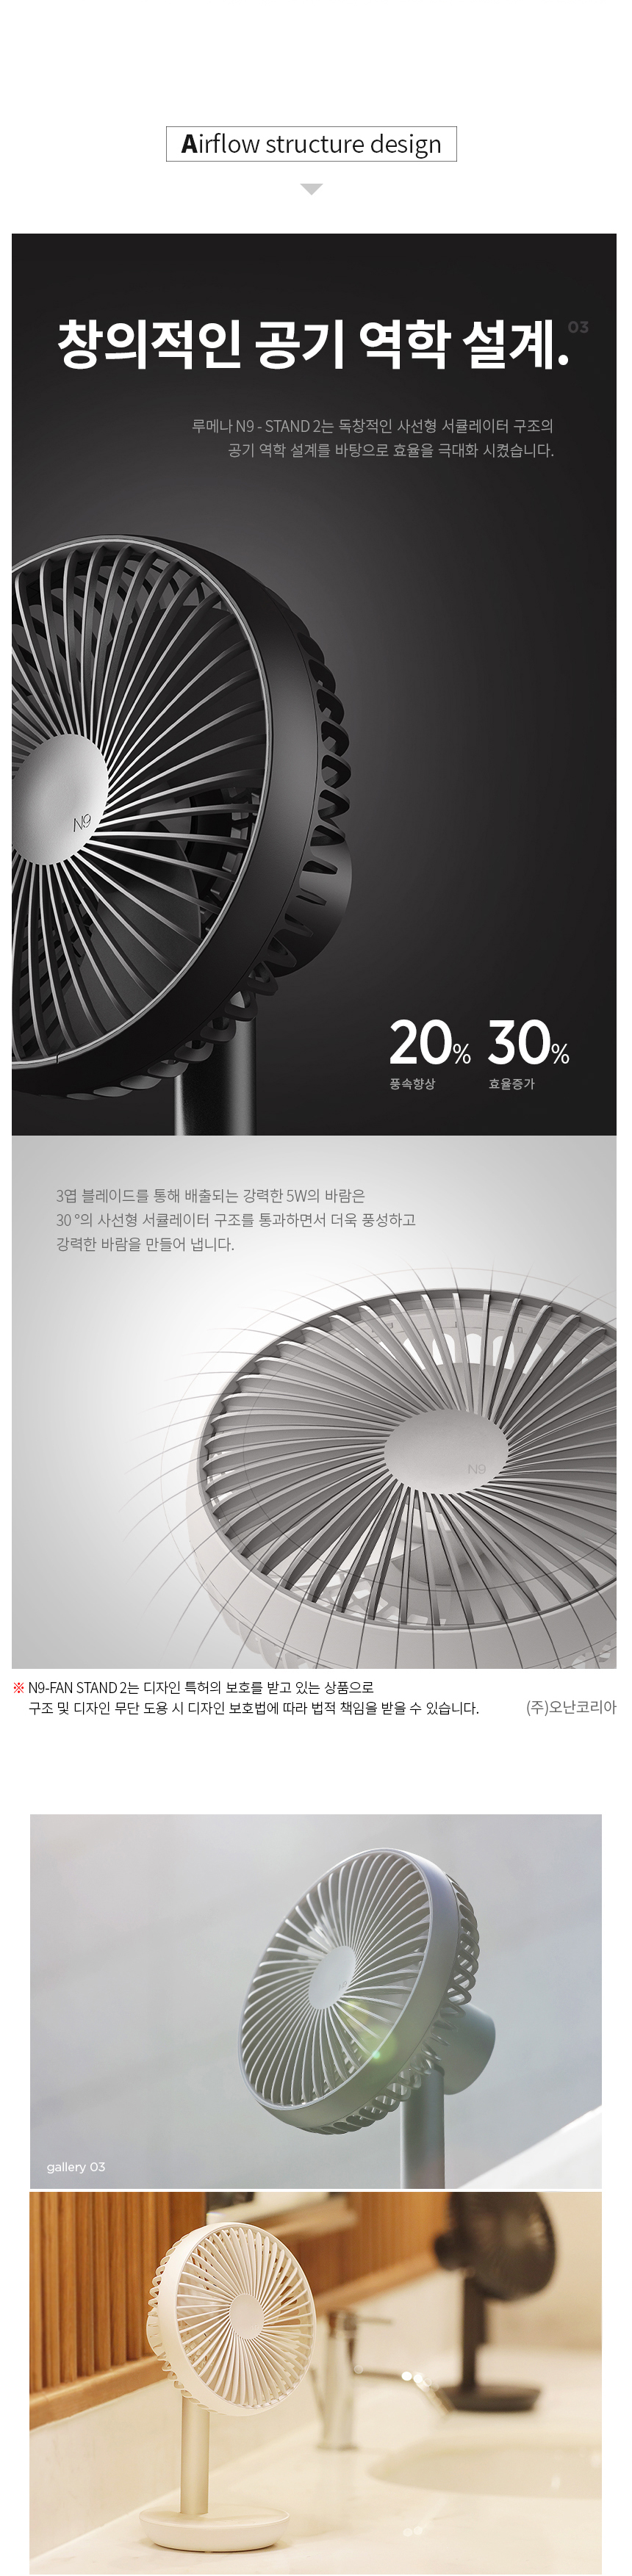 Airflow structure design
창의적인 공기 역학 설계.
03
루메나 N9 - STAND 2는 독창적인 사선형 서큘레이터 구조의
공기 역학 설계를 바탕으로 효율을 극대화 시켰습니다.
N9
20% 30%
풍속향상 효율증가
3엽 블레이드를 통해 배출되는 강력한 5W의 바람은
30 °의 사선형 서큘레이터 구조를 통과하면서 더욱 풍성하고
강력한 바람을 만들어 냅니다.
N9
※ N9-FAN STAND 2는 디자인 특허의 보호를 받고 있는 상품으로
구조 및 디자인 무단 도용 시 디자인 보호법에 따라 법적 책임을 받을 수 있습니다.
(주)오난코리아
N9
gallery 03